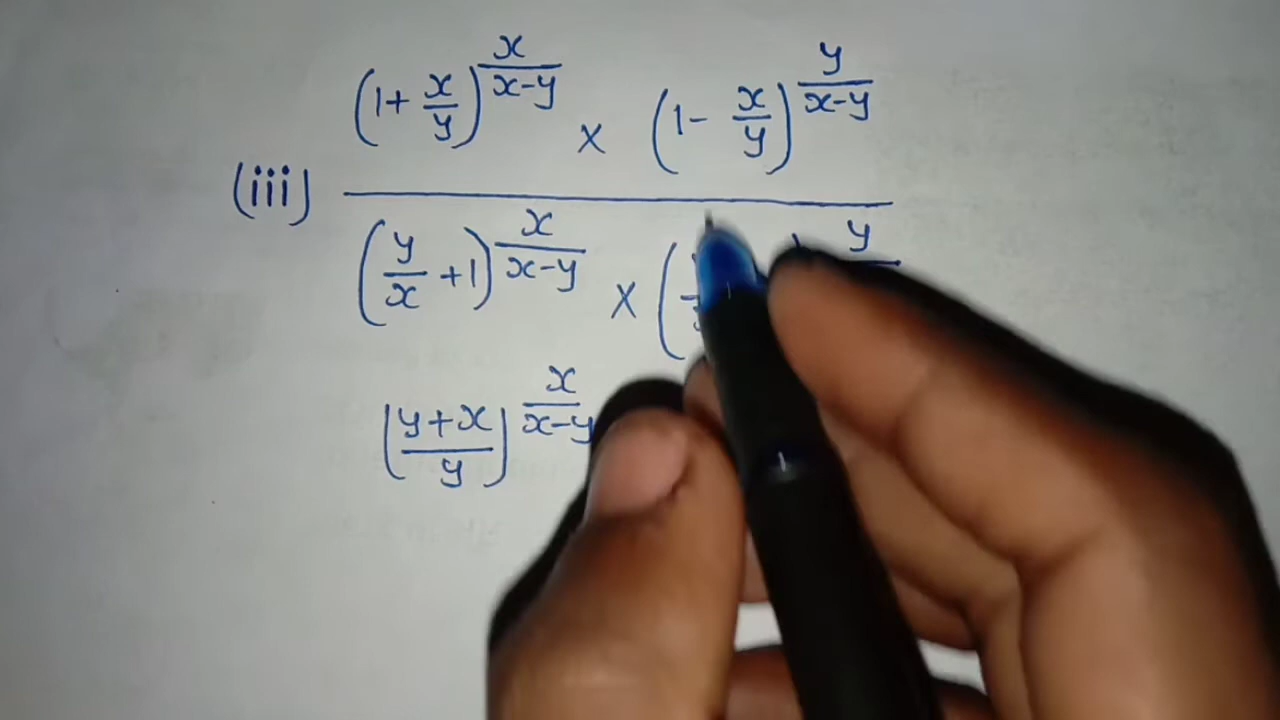 (iii) (1+ x/y)^(x/(x-y)) × (1- x/y)^(y/(x-y))
(y/x +1)^(x/(x-y)) × ( y
((y+x)/y)^(x/(x-y))